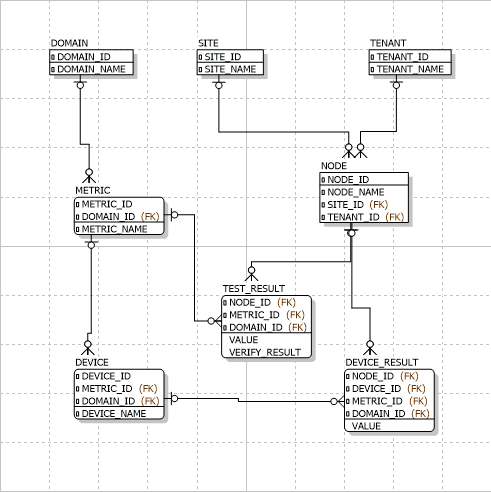 DOMAIN
DOMAIN_ID
DOMAIN_NAME
SITE
SITE_ID
SITE_NAME
TENANT
TENANT_ID
TENANT_NAME
NODE
NODE_ID
NODE_NAME
SITE_ID (FK)
TENANT_ID (FK)
METRIC
METRIC_ID
DOMAIN_ID (FK)
METRIC_NAME
TEST_RESULT
NODE_ID (FK)
METRIC_ID (FK)
DOMAIN_ID (FK)
VALUE
VERIFY_RESULT
DEVICE
DEVICE_ID
METRIC_ID (FK)
DOMAIN_ID (FK)
DEVICE_NAME
DEVICE_RESULT
NODE_ID (FK)
DEVICE_ID (FK)
METRIC_ID (FK)
DOMAIN_ID (FK)
VALUE